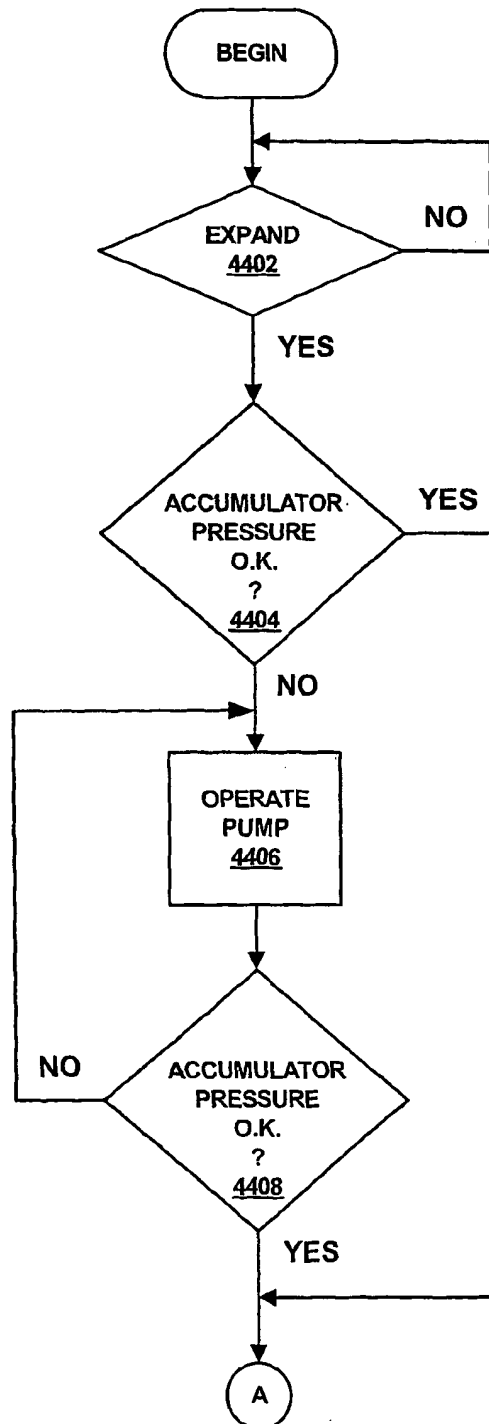 BEGIN
EXPAND
4402
NO
YES
ACCUMULATOR
PRESSURE
O.K.
?
4404
YES
NO
OPERATE
PUMP
4406
NO
ACCUMULATOR
PRESSURE
O.K.
?
4408
YES
A